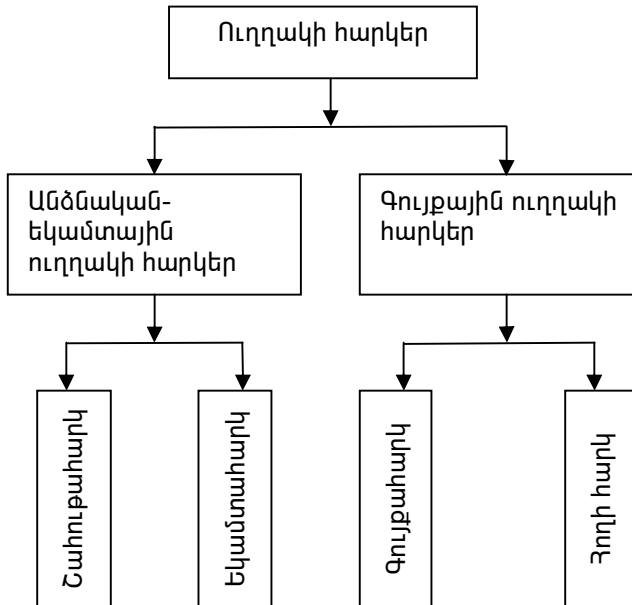 Ուղղակի հարկեր
Անձնական-
եկամտային
ուղղակի հարկեր
Գույքային ուղղակի
հարկեր
Շահութահարկ
Եկամտահարկ
Գույքահարկ
Հողի հարկ